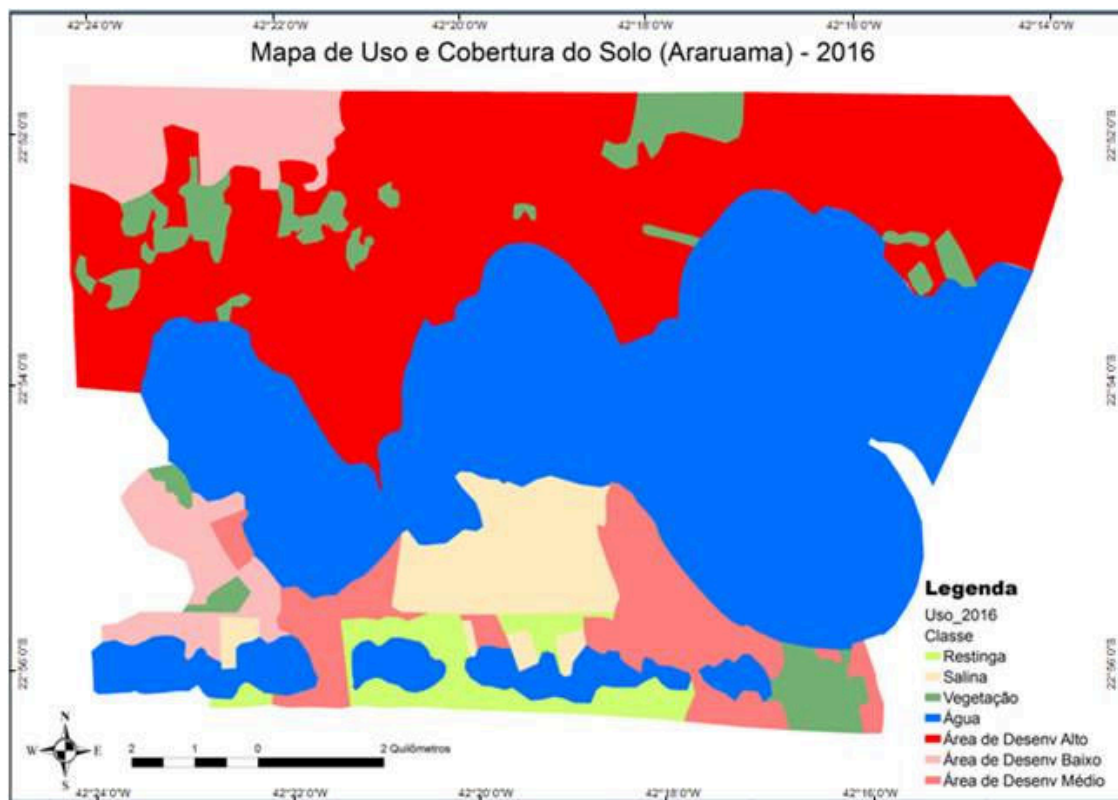 42°24'0"W 42°22'0"W 42°20'0"W 42°18'0"W 42°16'0"W 42°14'0"W
Mapa de Uso e Cobertura do Solo (Araruama) - 2016
22°52'0"S 22°52'0"S
22°54'0"S 22°54'0"S
22°56'0"S 22°56'0"S
Legenda
Uso_2016
Classe
Restinga
Salina
Vegetação
Água
Área de Desenv Alto
Área de Desenv Baixo
Área de Desenv Médio
N
W E
S
2 1 0 2 Quilômetros
42°24'0"W 42°22'0"W 42°20'0"W 42°18'0"W 42°16'0"W